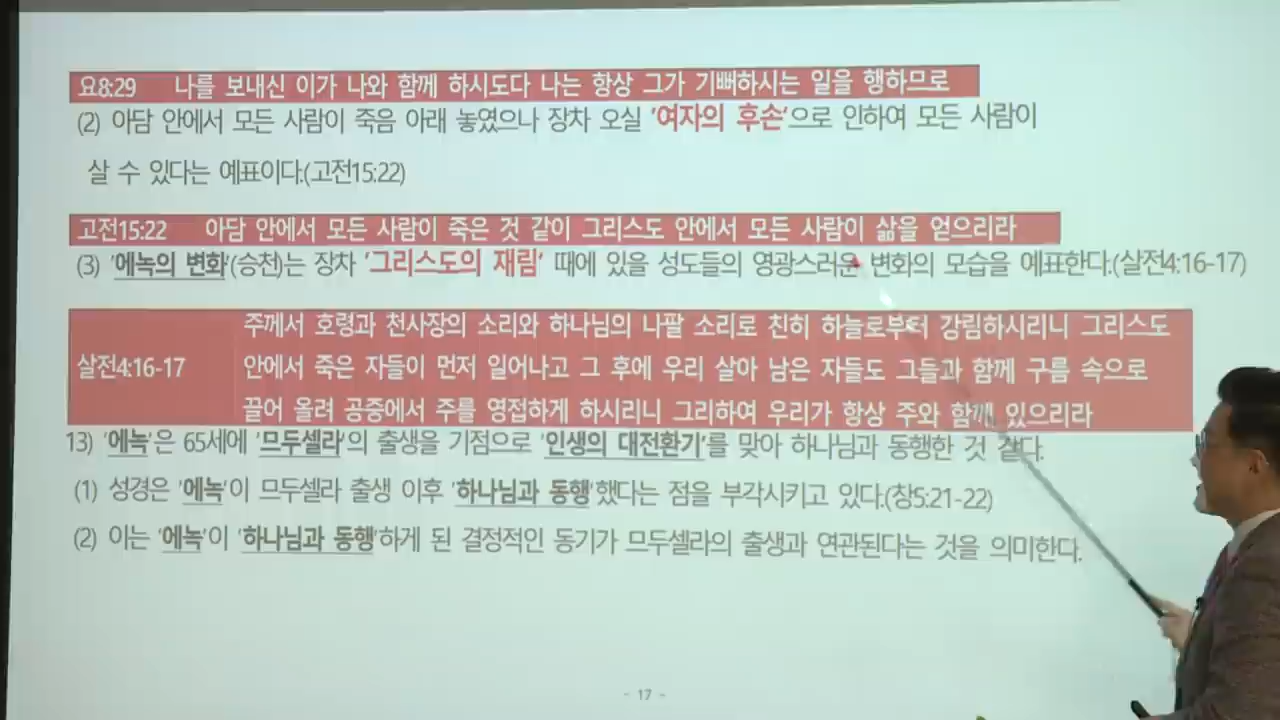 요8:29 나를 보내신 이가 나와 함께 하시도다 나는 항상 그가 기뻐하시는 일을 행하므로
(2) 아담 안에서 모든 사람이 죽음 아래 놓였으나 장차 오실 '여자의 후손'으로 인하여 모든 사람이
살 수 있다는 예표이다.(고전15:22)
고전15:22 아담 안에서 모든 사람이 죽은 것 같이 그리스도 안에서 모든 사람이 삶을 얻으리라
(3) '에녹의 변화'(승천)는 장차 '그리스도의 재림' 때에 있을 성도들의 영광스러운 변화의 모습을 예표한다.(살전4:16-17)
주께서 호령과 천사장의 소리와 하나님의 나팔 소리로 친히 하늘로부터 강림하시리니 그리스도
살전4:16-17 안에서 죽은 자들이 먼저 일어나고 그 후에 우리 살아 남은 자들도 그들과 함께 구름 속으로
끌어 올려 공중에서 주를 영접하게 하시리니 그리하여 우리가 항상 주와 함께 있으리라
13) '에녹'은 65세에 '므두셀라'의 출생을 기점으로 '인생의 대전환기'를 맞아 하나님과 동행한 것 같다.
(1) 성경은 '에녹'이 므두셀라 출생 이후 '하나님과 동행'했다는 점을 부각시키고 있다.(창5:21-22)
(2) 이는 '에녹'이 '하나님과 동행'하게 된 결정적인 동기가 므두셀라의 출생과 연관된다는 것을 의미한다.
- 17 -